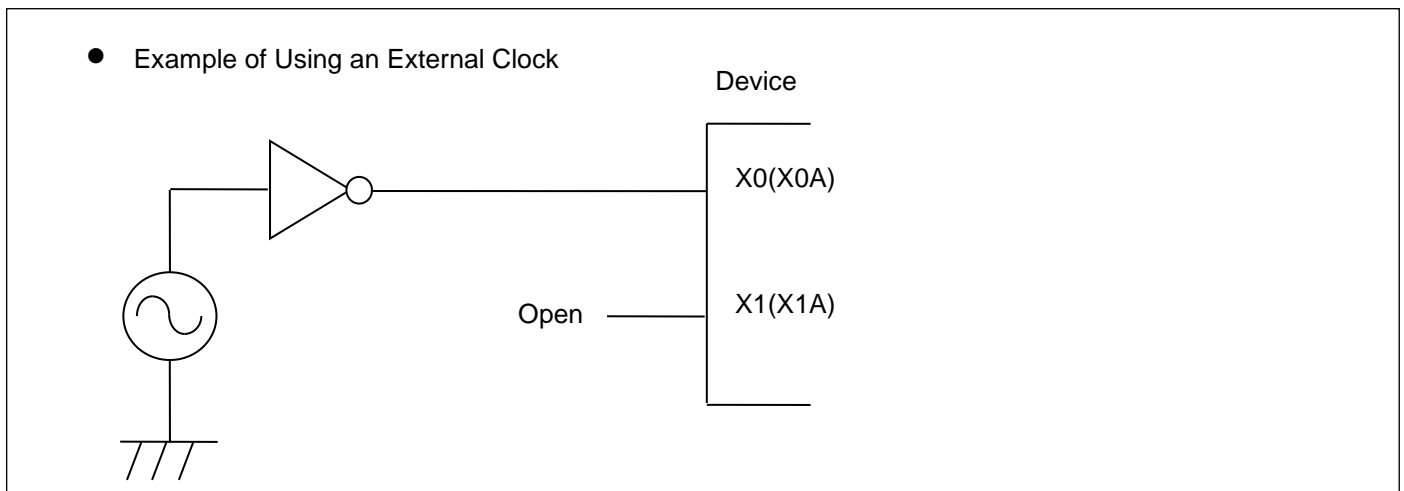 ● Example of Using an External Clock
Device
X0(X0A)
Open
X1(X1A)